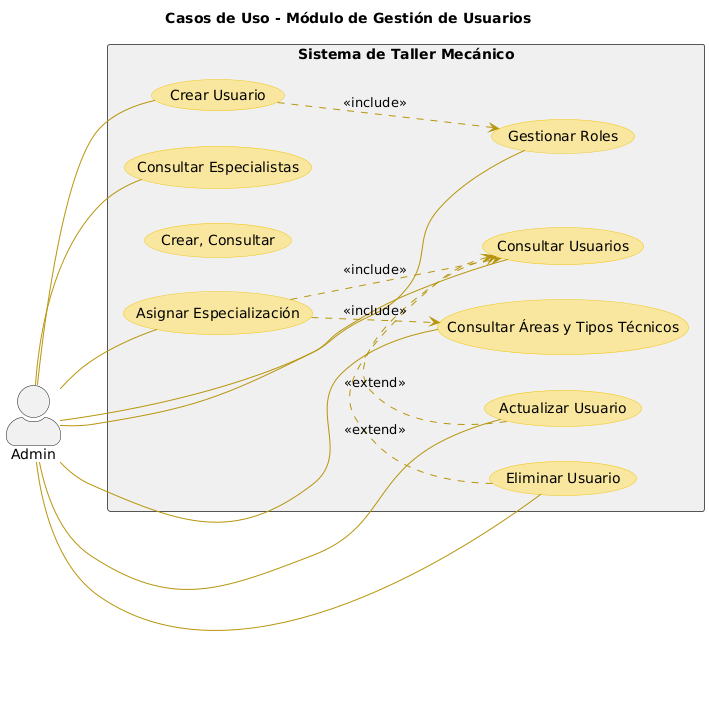 Casos de Uso - Módulo de Gestión de Usuarios
Sistema de Taller Mecánico
Crear Usuario
«include»
Gestionar Roles
Consultar Especialistas
Crear, Consultar
Consultar Usuarios
«include»
Asignar Especialización
«include»
Consultar Áreas y Tipos Técnicos
«extend»
Actualizar Usuario
«extend»
Admin
Eliminar Usuario